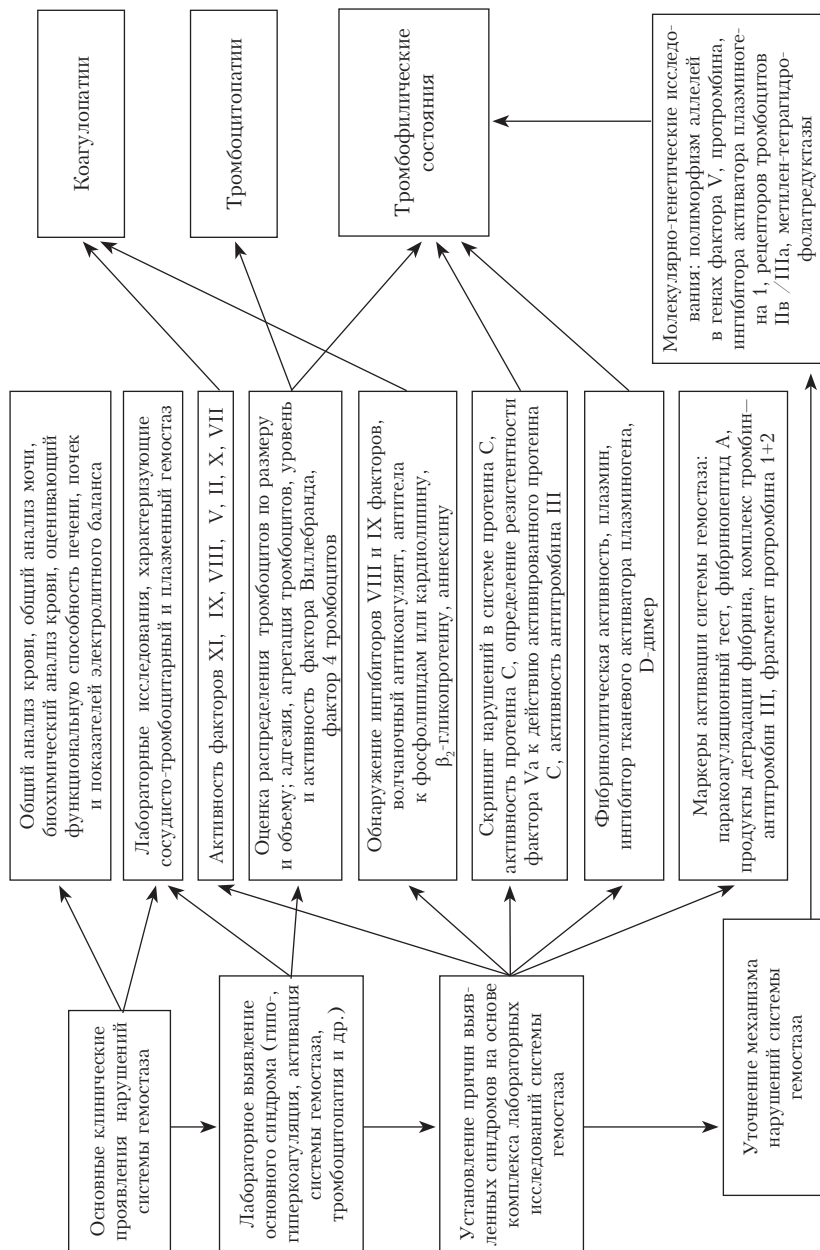 Основные клинические
проявления нарушений
системы гемостаза
Лабораторное выявление
основного синдрома (гипо-,
гиперкоагуляция, активация
системы гемостаза,
тромбоцитопатия и др.)
Установление причин выяв-
ленных синдромов на основе
комплекса лабораторных
исследований системы
гемостаза
Уточнение механизма
нарушений системы
гемостаза
Общий анализ крови, общий анализ мочи,
биохимический анализ крови, оценивающий
функциональную способность печени, почек
и показателей электролитного баланса
Лабораторные исследования, характеризующие
сосудисто-тромбоцитарный и плазменный гемостаз
Активность факторов XI, IX, VIII, V, II, X, VII
Оценка распределения тромбоцитов по размеру
и объему; адгезия, агрегация тромбоцитов, уровень
и активность фактора Виллебранда,
фактор 4 тромбоцитов
Обнаружение ингибиторов VIII и IX факторов,
волчаночный антикоагулянт, антитела
к фосфолипидам или кардиолипину,
β₂-гликопротеину, аннексину
Скрининг нарушений в системе протеина С,
активность протеина С, определение резистентности
фактора Va к действию активированного протеина
С, активность антитромбина III
Фибринолитическая активность, плазмин,
ингибитор тканевого активатора плазминогена,
D-димер
Маркеры активации системы гемостаза:
паракоагуляционный тест, фибринопептид А,
продукты деградации фибрина, комплекс тромбин—
антитромбин III, фрагмент протромбина 1+2
Коагулопатии
Тромбоцитопатии
Тромбофилические
состояния
Молекулярно-генетические исследо-
вания: полиморфизм аллелей
в генах фактора V, протромбина,
ингибитора активатора плазминоге-
на 1, рецепторов тромбоцитов
IIв /IIIа, метилен-тетрагидро-
фолатредуктазы